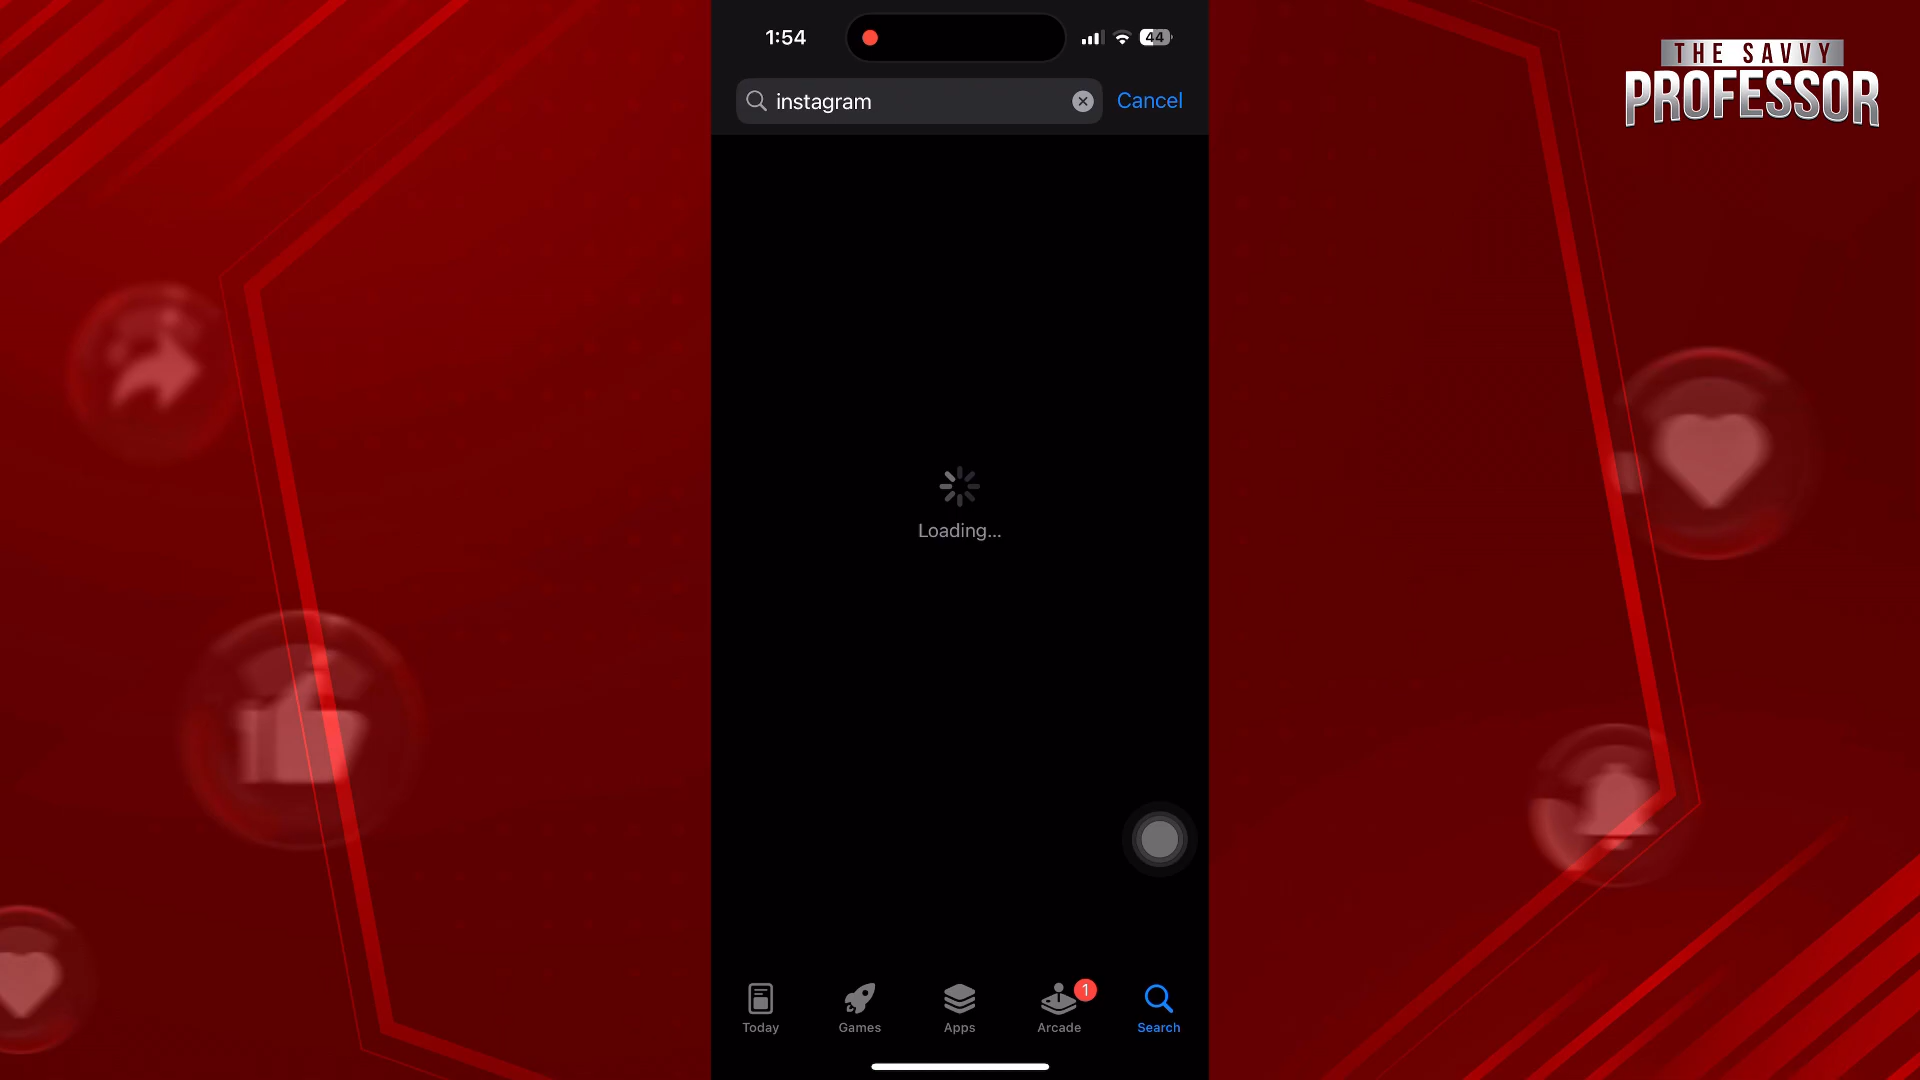 1:54
44
instagram
Cancel
THE SAVVY
PROFESSOR
Loading...
1
Today
Games
Apps
Arcade
Search